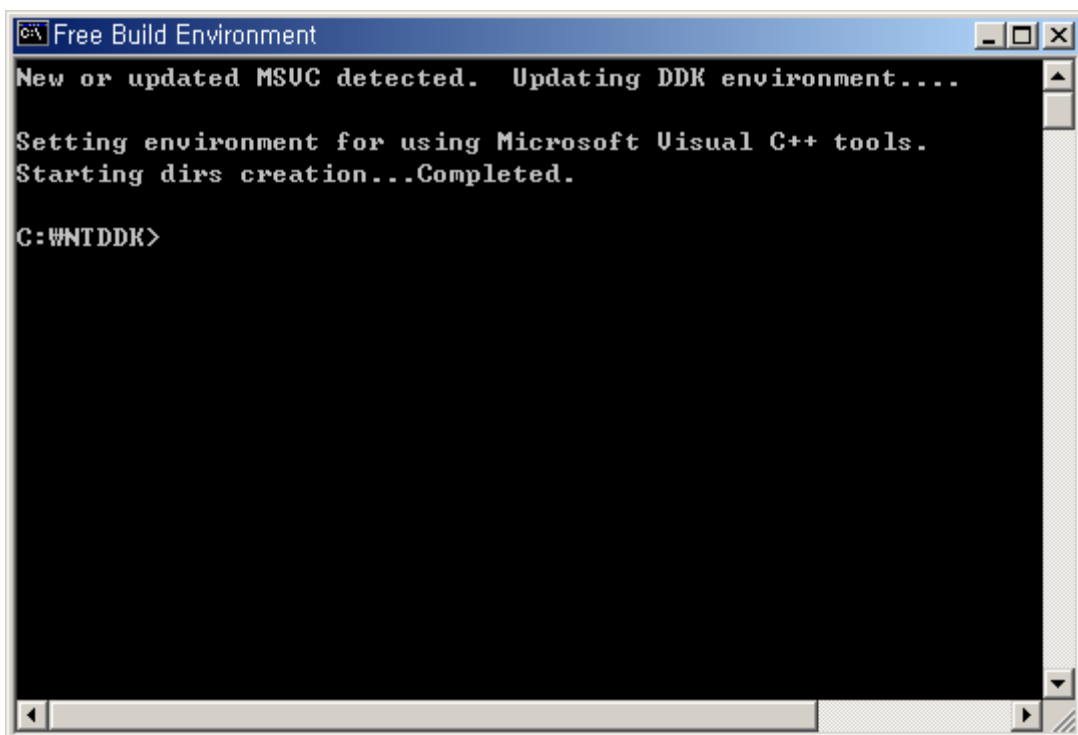 Free Build Environment
New or updated MSVC detected.  Updating DDK environment....
Setting environment for using Microsoft Visual C++ tools.
Starting dirs creation...Completed.
C:₩NTDDK>